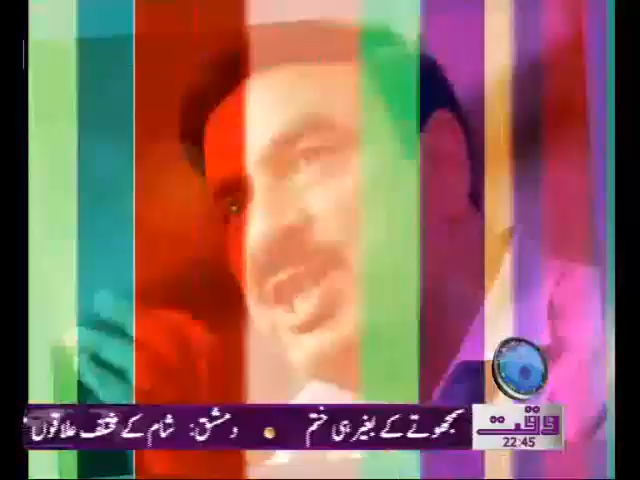 سمجھوتے کے بغیر ہی ختم • دمشق: شام کے مختلف علاقوں
وقت
22:45